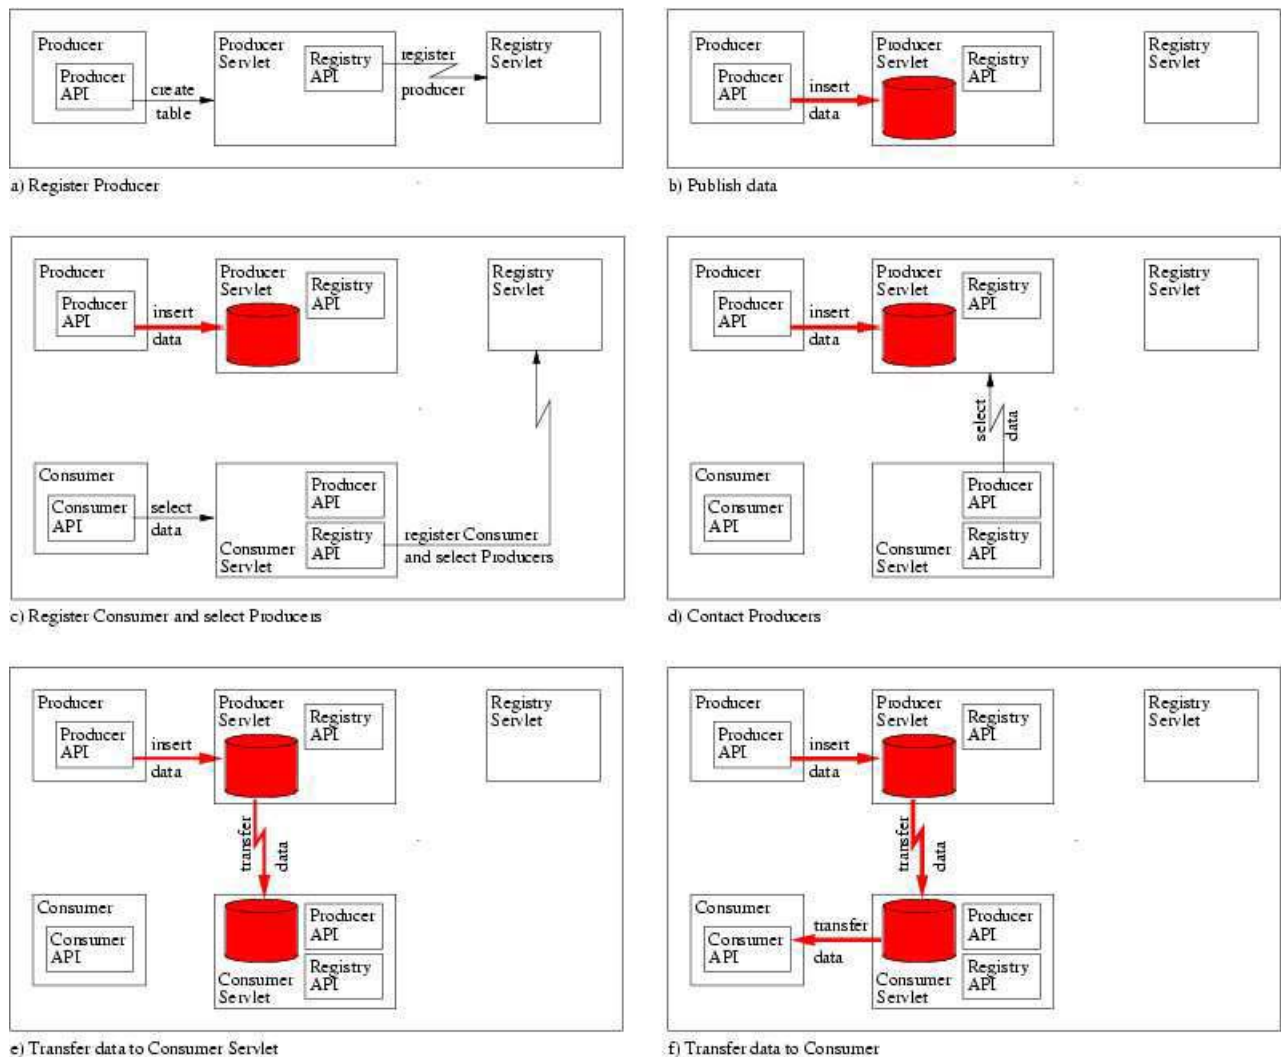 Producer
Producer
API
create
table
Producer
Servlet
Registry
API
register
producer
Registry
Servlet
a) Register Producer
Producer
Producer
API
insert
data
Producer
Servlet
Registry
API
Registry
Servlet
b) Publish data
Producer
Producer
API
insert
data
Producer
Servlet
Registry
API
Registry
Servlet
Consumer
Consumer
API
select
data
Producer
API
Registry
API
Consumer
Servlet
register Consumer
and select Producers
c) Register Consumer and select Producers
Producer
Producer
API
insert
data
Producer
Servlet
Registry
API
Registry
Servlet
select
data
Consumer
Consumer
API
Producer
API
Registry
API
Consumer
Servlet
d) Contact Producers
Producer
Producer
API
insert
data
Producer
Servlet
Registry
API
Registry
Servlet
transfer
data
Consumer
Consumer
API
Producer
API
Registry
API
Consumer
Servlet
e) Transfer data to Consumer Servlet
Producer
Producer
API
insert
data
Producer
Servlet
Registry
API
Registry
Servlet
transfer
data
Consumer
Consumer
API
transfer
data
Producer
API
Registry
API
Consumer
Servlet
f) Transfer data to Consumer